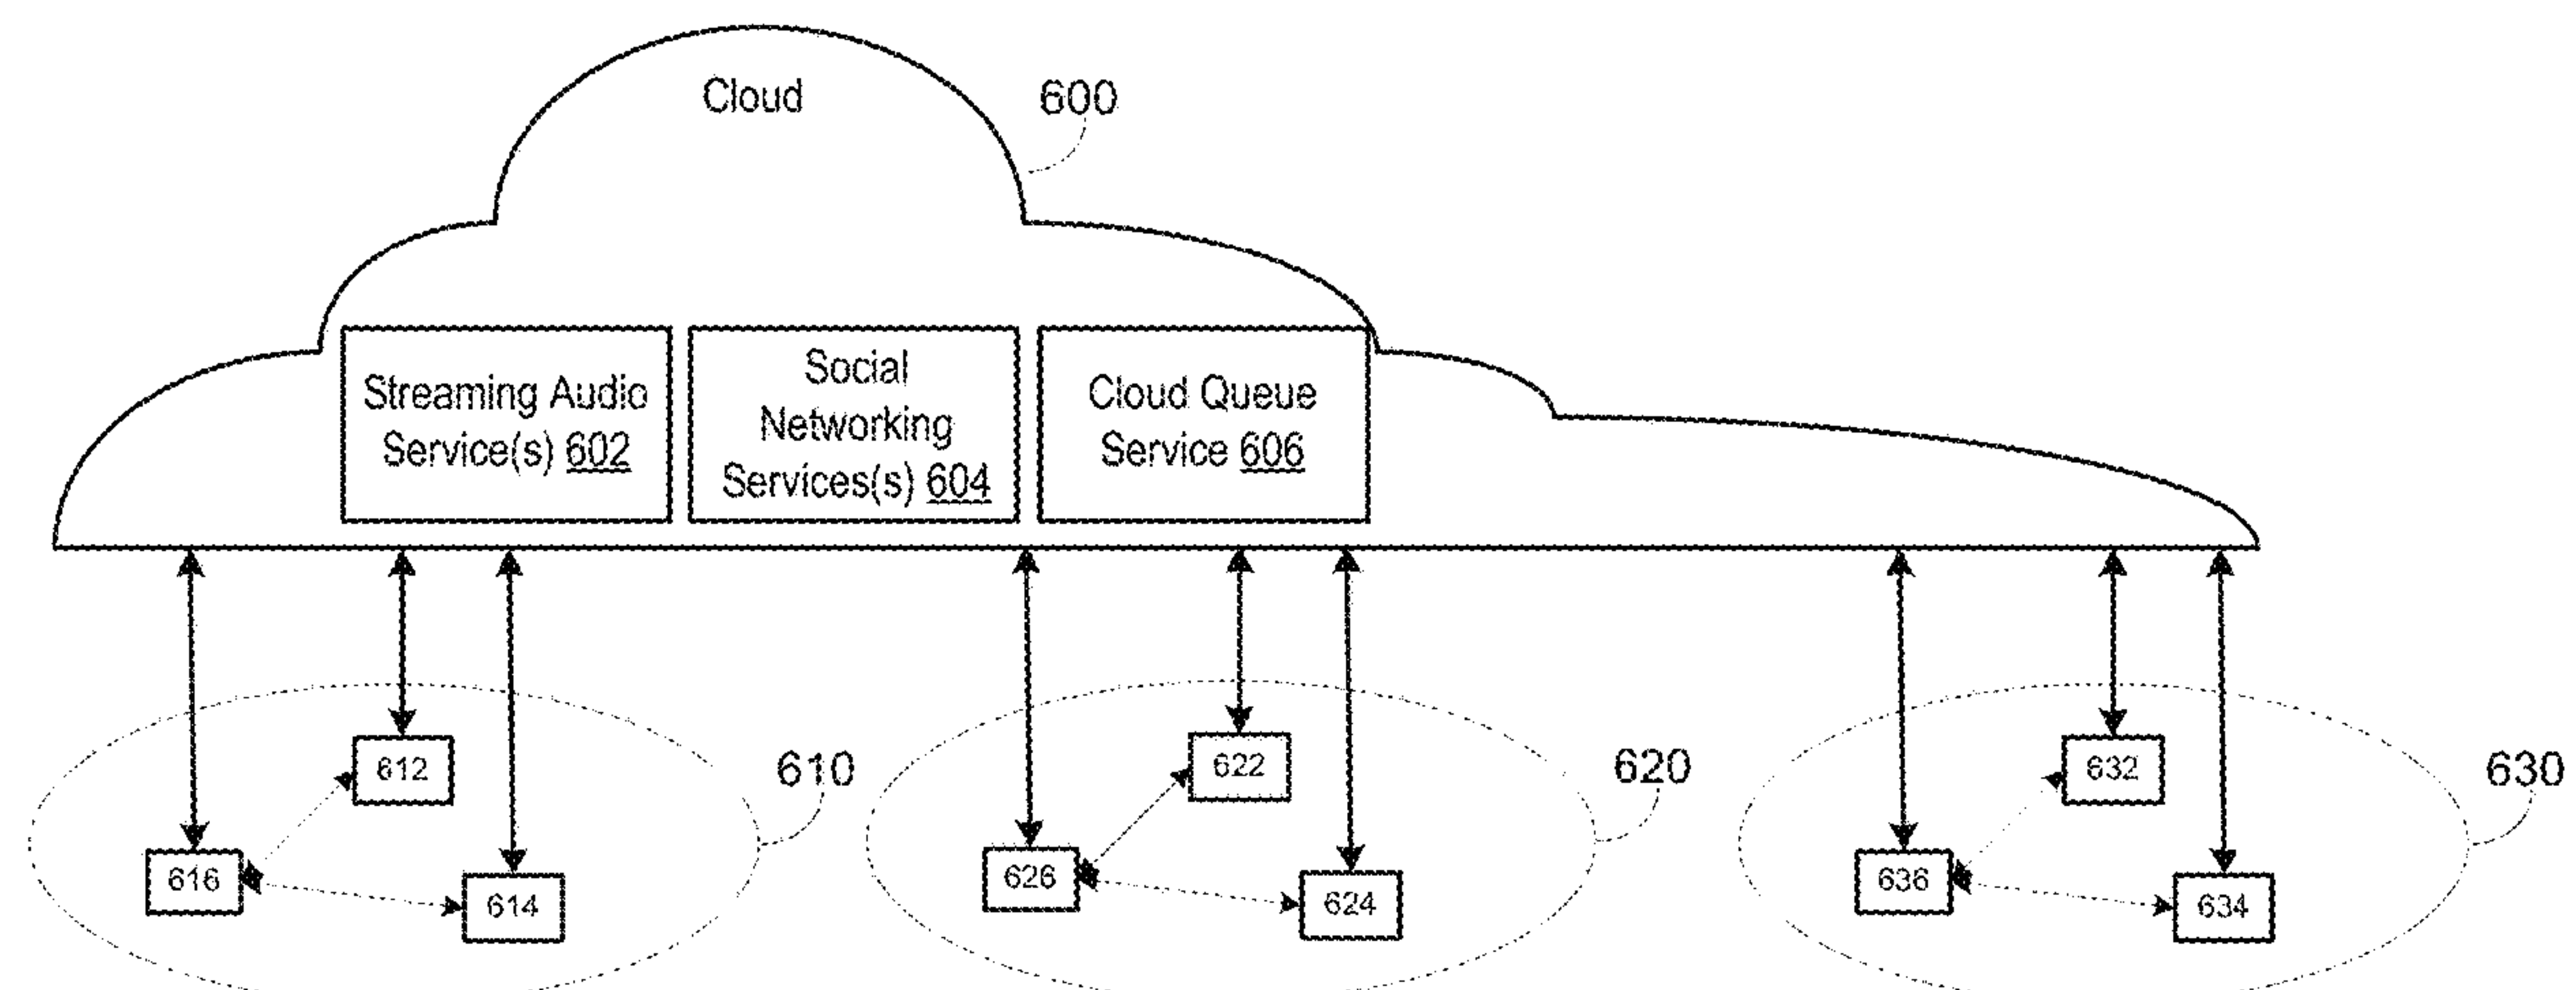 Cloud
600
Streaming Audio
Service(s) 602
Social
Networking
Services(s) 604
Cloud Queue
Service 606
612
610
616
614
622
620
626
624
632
630
636
634